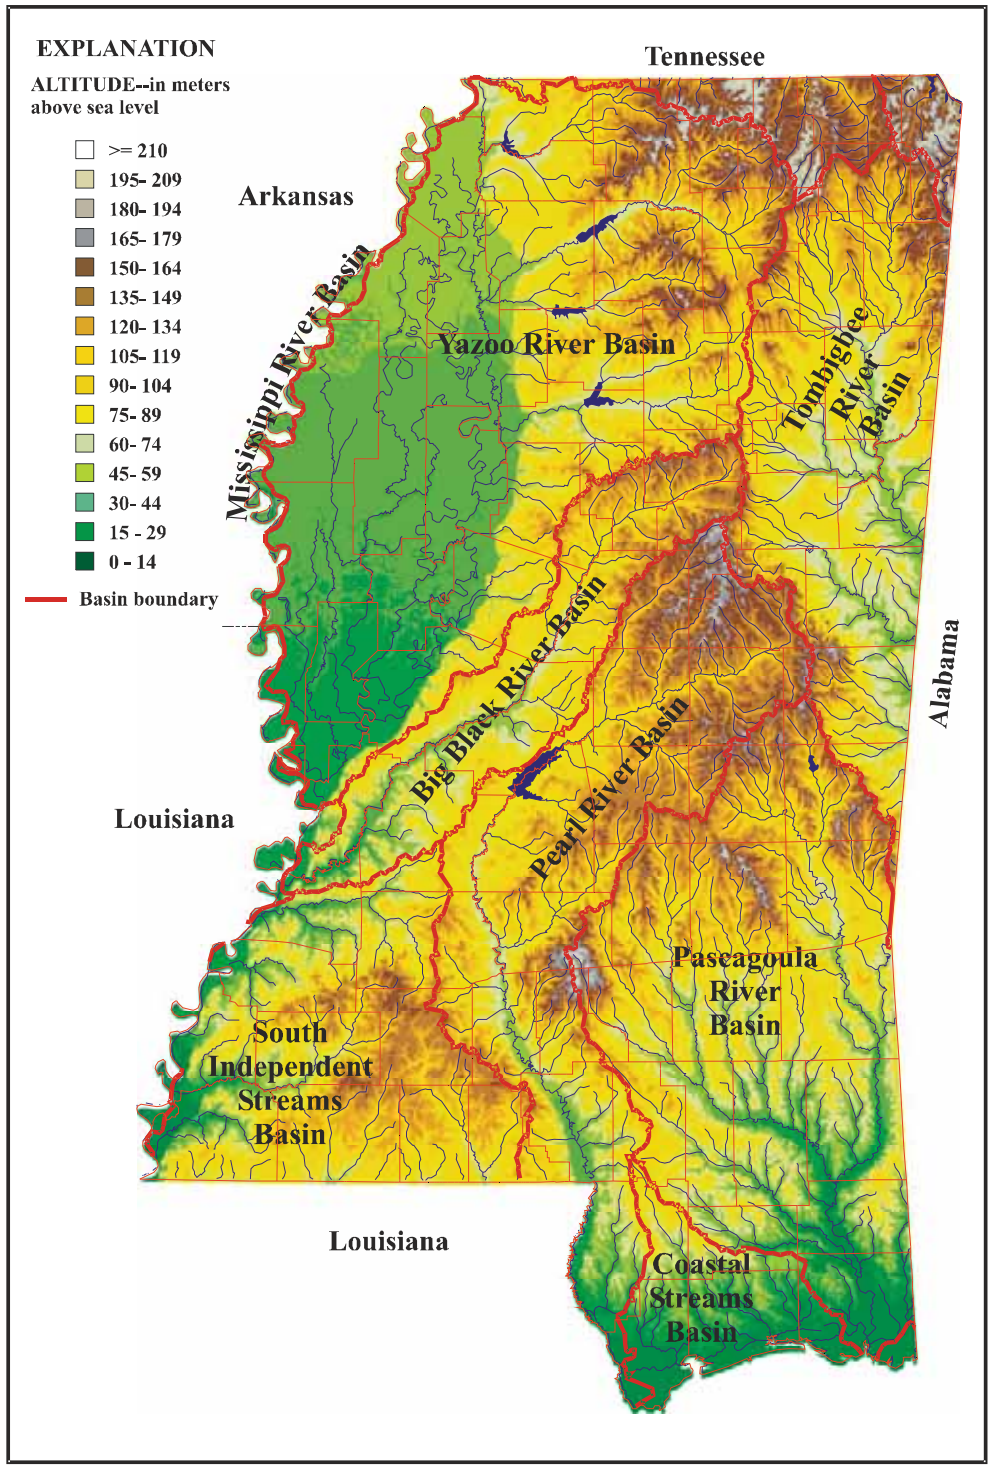 EXPLANATION
ALTITUDE--in meters
above sea level
>= 210
195- 209
180- 194
165- 179
150- 164
135- 149
120- 134
105- 119
90- 104
75- 89
60- 74
45- 59
30- 44
15 - 29
0 - 14
Basin boundary
Tennessee
Arkansas
Mississippi River Basin
Yazoo River Basin
Tombigbee
River
Basin
Big Black River Basin
Pearl River Basin
Alabama
Louisiana
Pascagoula
River
Basin
South
Independent
Streams
Basin
Louisiana
Coastal
Streams
Basin